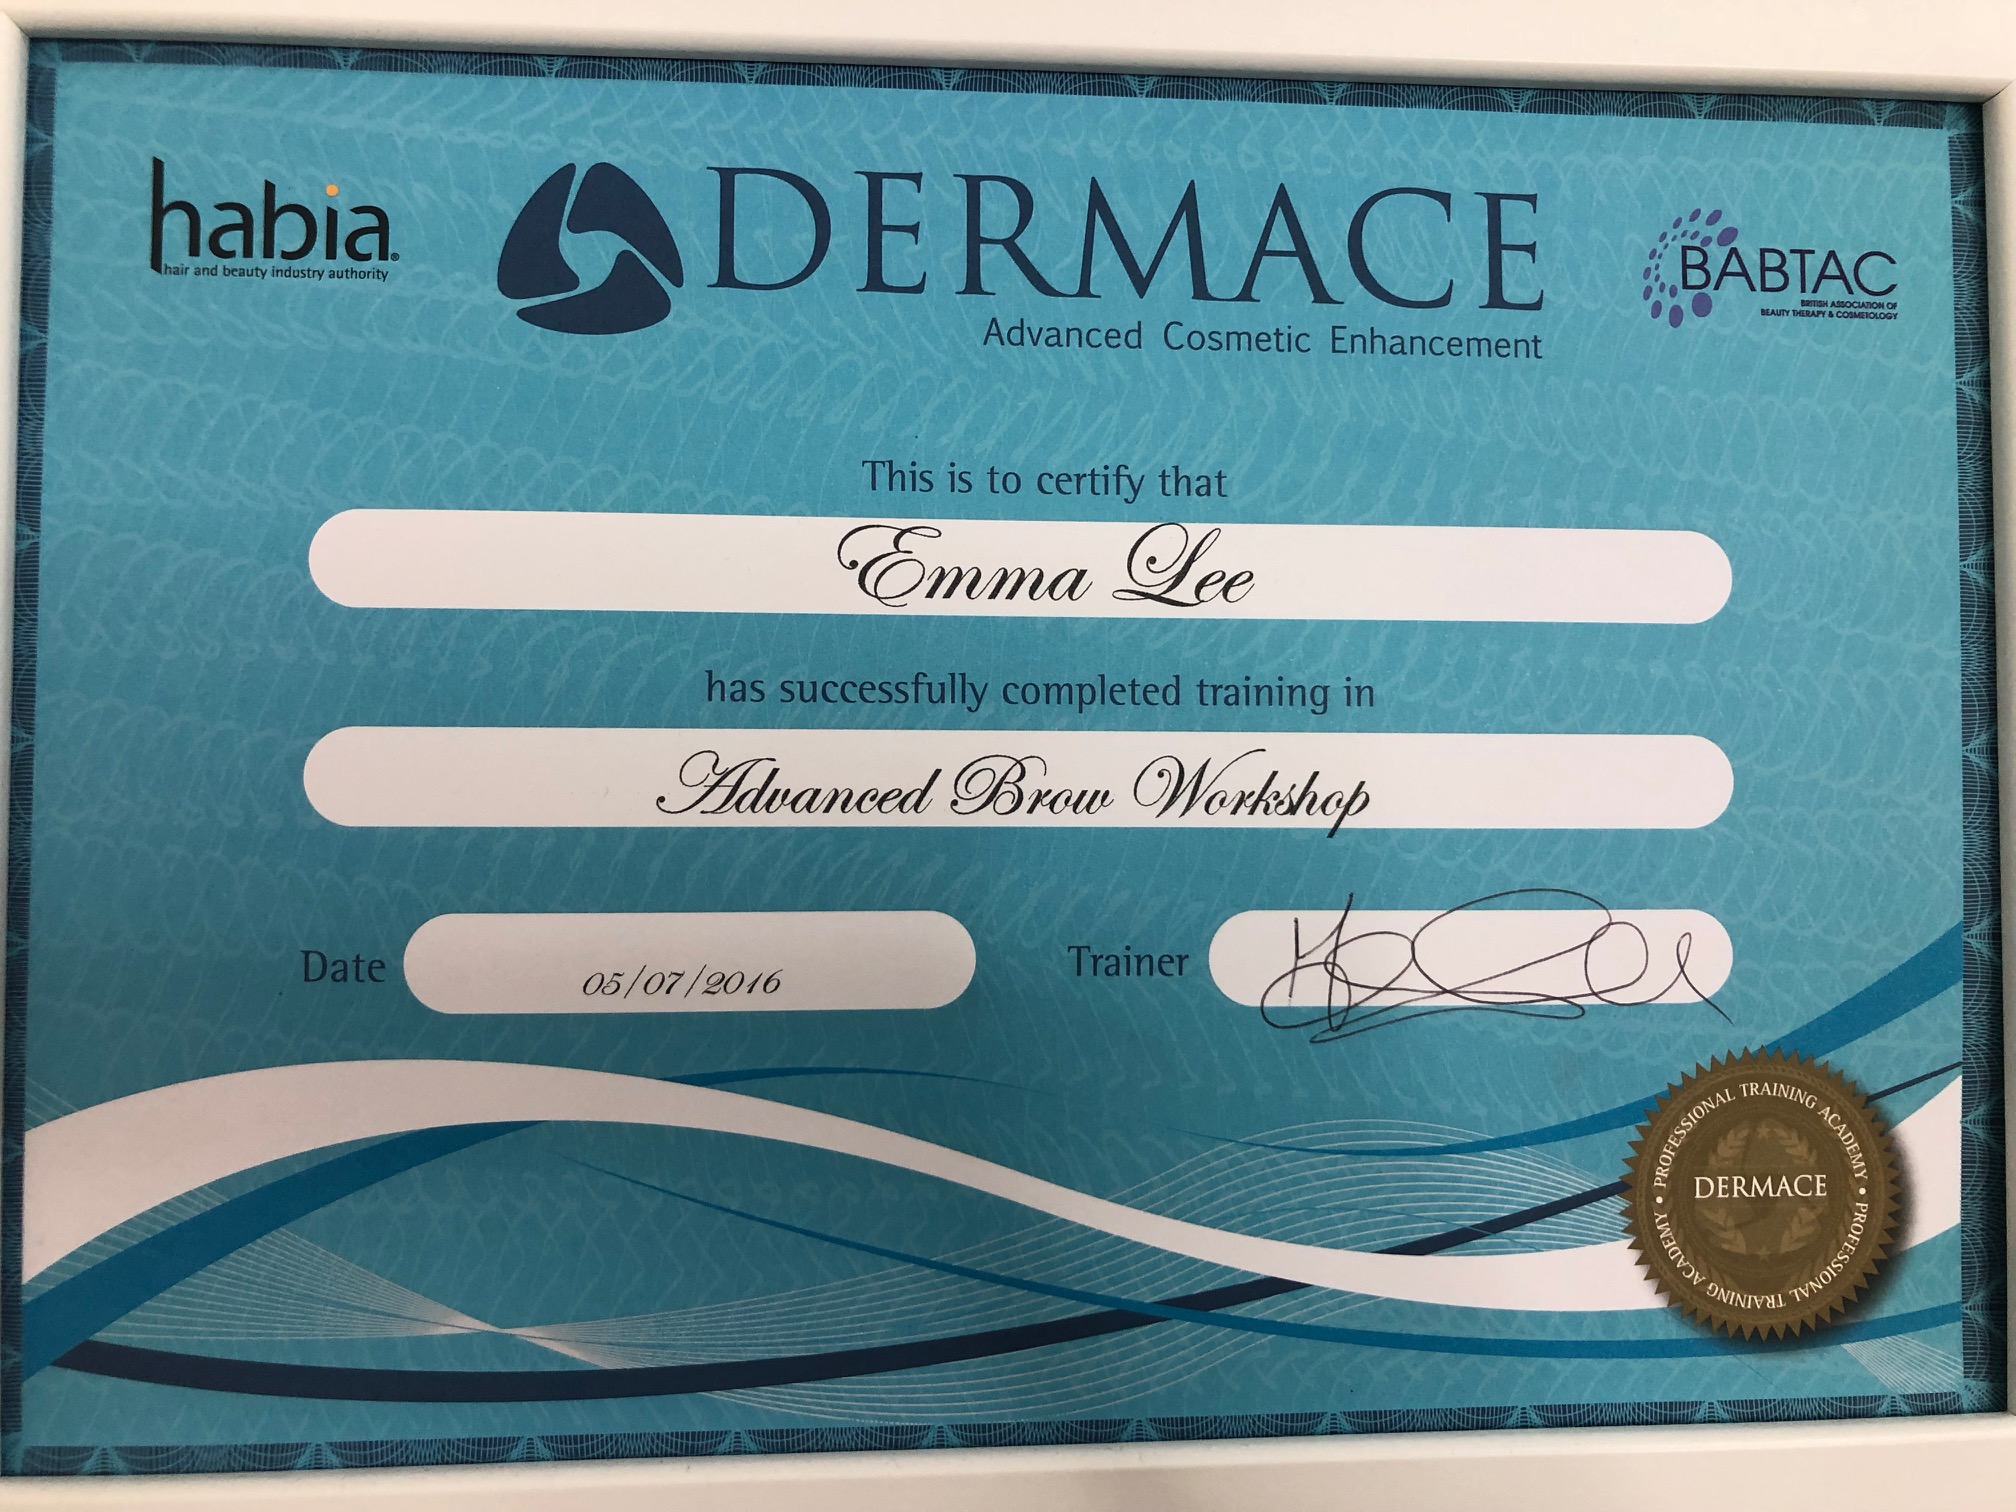 habia
hair and beauty industry authority
DERMACE
Advanced Cosmetic Enhancement
BABTAC
BRITISH ASSOCIATION OF
BEAUTY THERAPY & COSMETOLOGY
This is to certify that
Emma Lee
has successfully completed training in
Advanced Brow Workshop
Date 05/07/2016 Trainer
PROFESSIONAL TRAINING ACADEMY • PROFESSIONAL TRAINING ACADEMY •
DERMACE